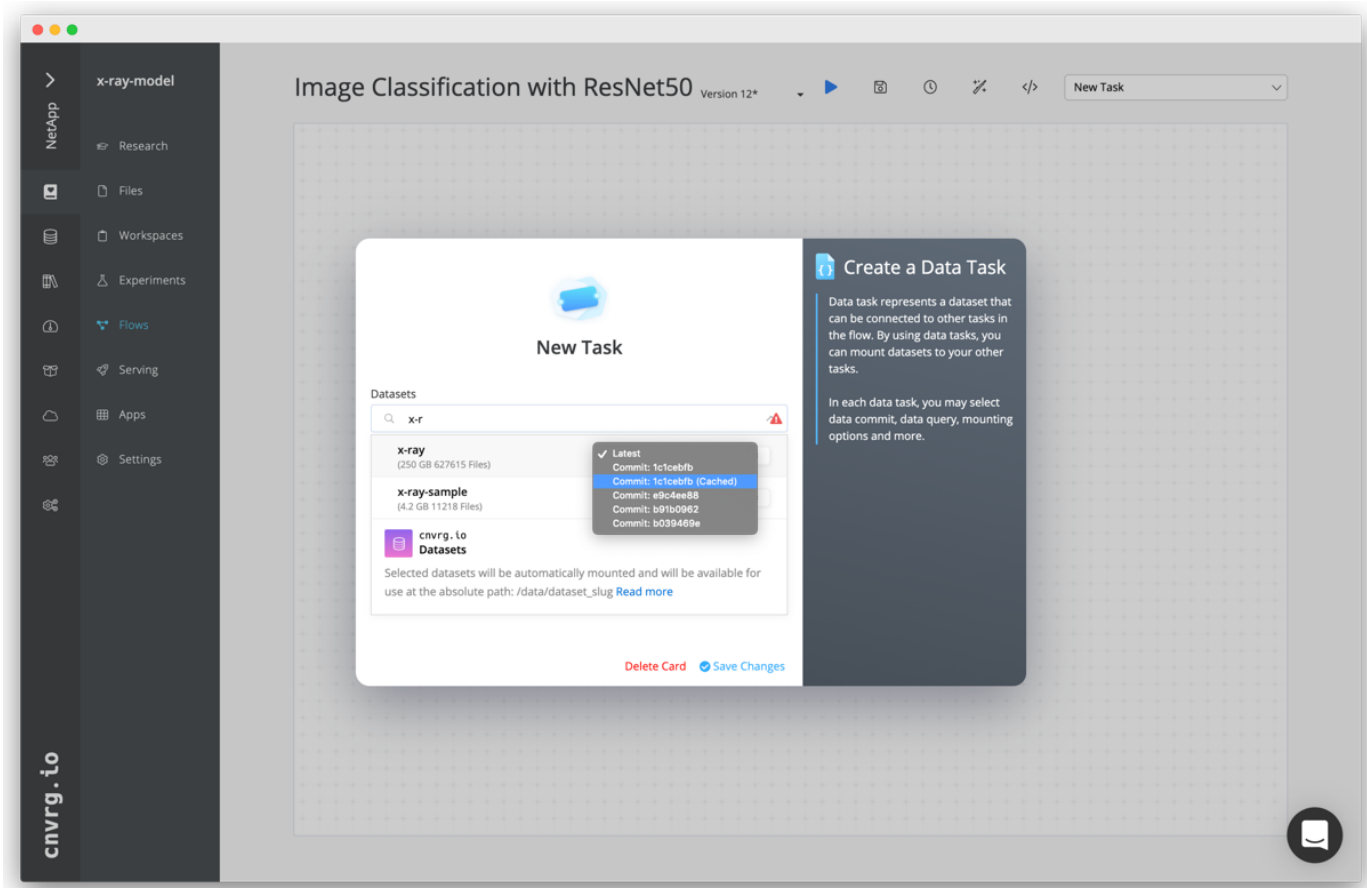 NetApp
cnvrg.io
x-ray-model
Research
Files
Workspaces
Experiments
Flows
Serving
Apps
Settings
Image Classification with ResNet50 Version 12*
</>
New Task
New Task
Datasets
x-r
x-ray
(250 GB 627615 Files)
x-ray-sample
(4.2 GB 11218 Files)
✓ Latest
Commit: 1c1cebfb
Commit: 1c1cebfb (Cached)
Commit: e9c4ee88
Commit: b91b0962
Commit: b039469e
cnvrg.io
Datasets
Selected datasets will be automatically mounted and will be available for
use at the absolute path: /data/dataset_slug Read more
Delete Card
Save Changes
Create a Data Task
Data task represents a dataset that
can be connected to other tasks in
the flow. By using data tasks, you
can mount datasets to your other
tasks.
In each data task, you may select
data commit, data query, mounting
options and more.